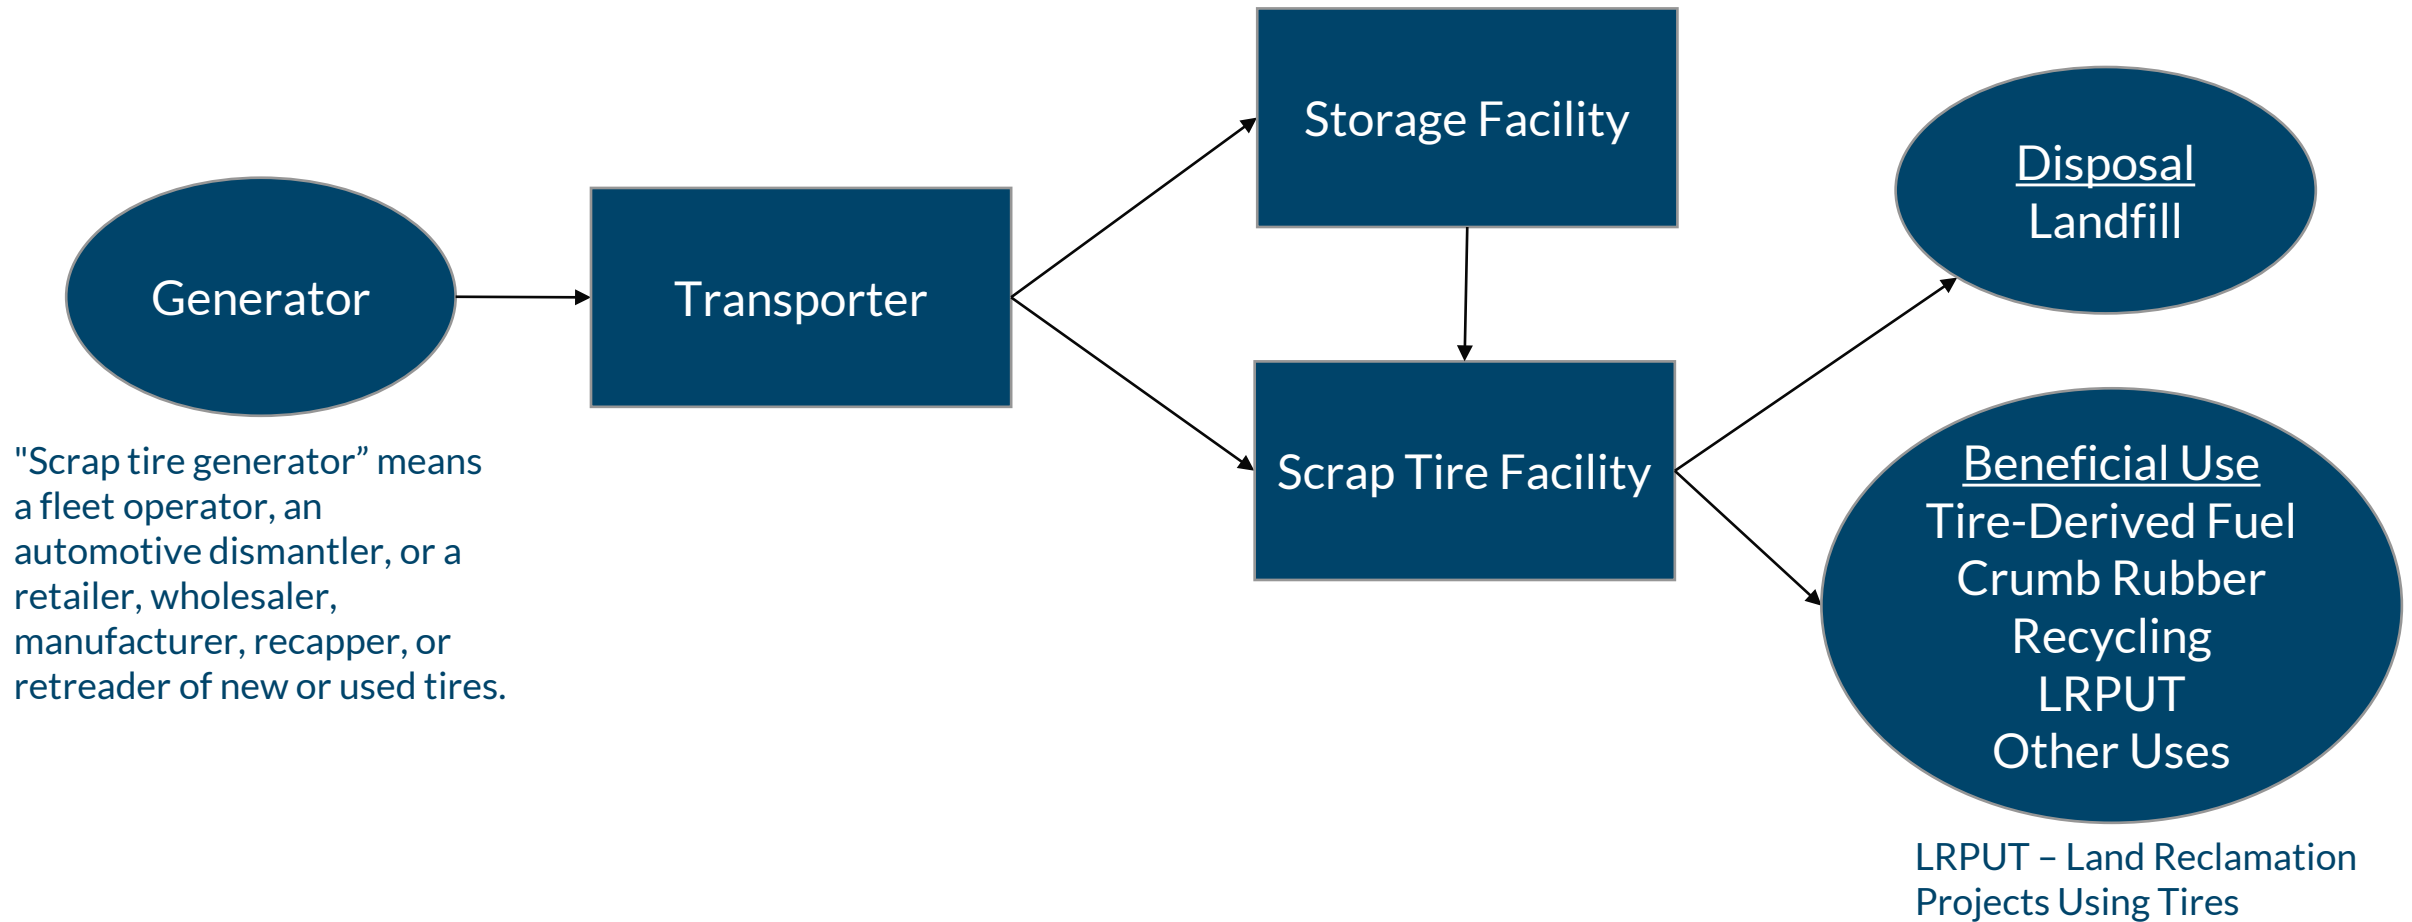 Storage Facility
Disposal
Landfill
Generator
Transporter
"Scrap tire generator” means
a fleet operator, an
automotive dismantler, or a
retailer, wholesaler,
manufacturer, recapper, or
retreader of new or used tires.
Scrap Tire Facility
Beneficial Use
Tire-Derived Fuel
Crumb Rubber
Recycling
LRPUT
Other Uses
LRPUT – Land Reclamation
Projects Using Tires